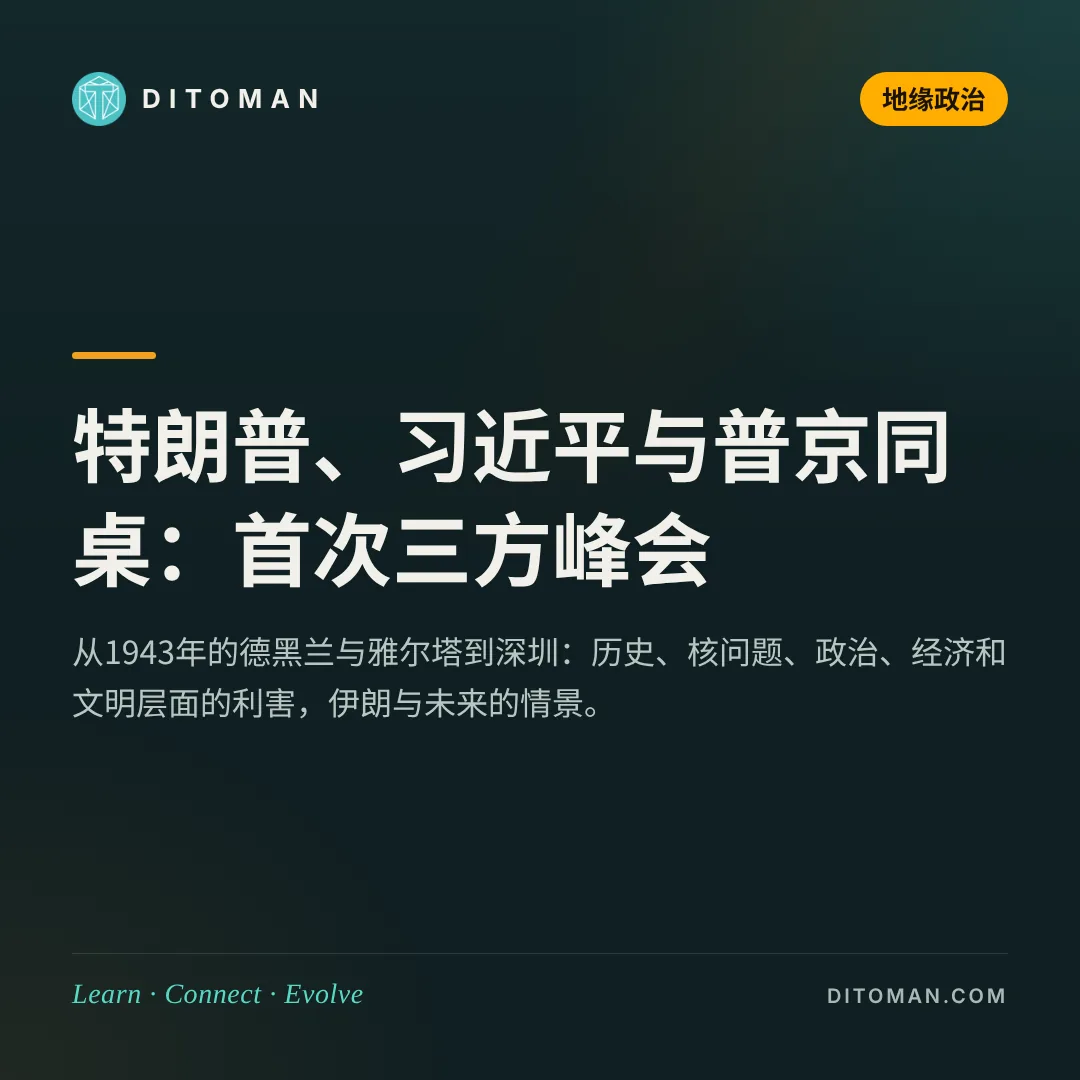 DITOMAN
地缘政治
特朗普、习近平与普京同
桌：首次三方峰会
从1943年的德黑兰与雅尔塔到深圳：历史、核问题、政治、经济和
文明层面的利害，伊朗与未来的情景。
Learn · Connect · Evolve
DITOMAN.COM